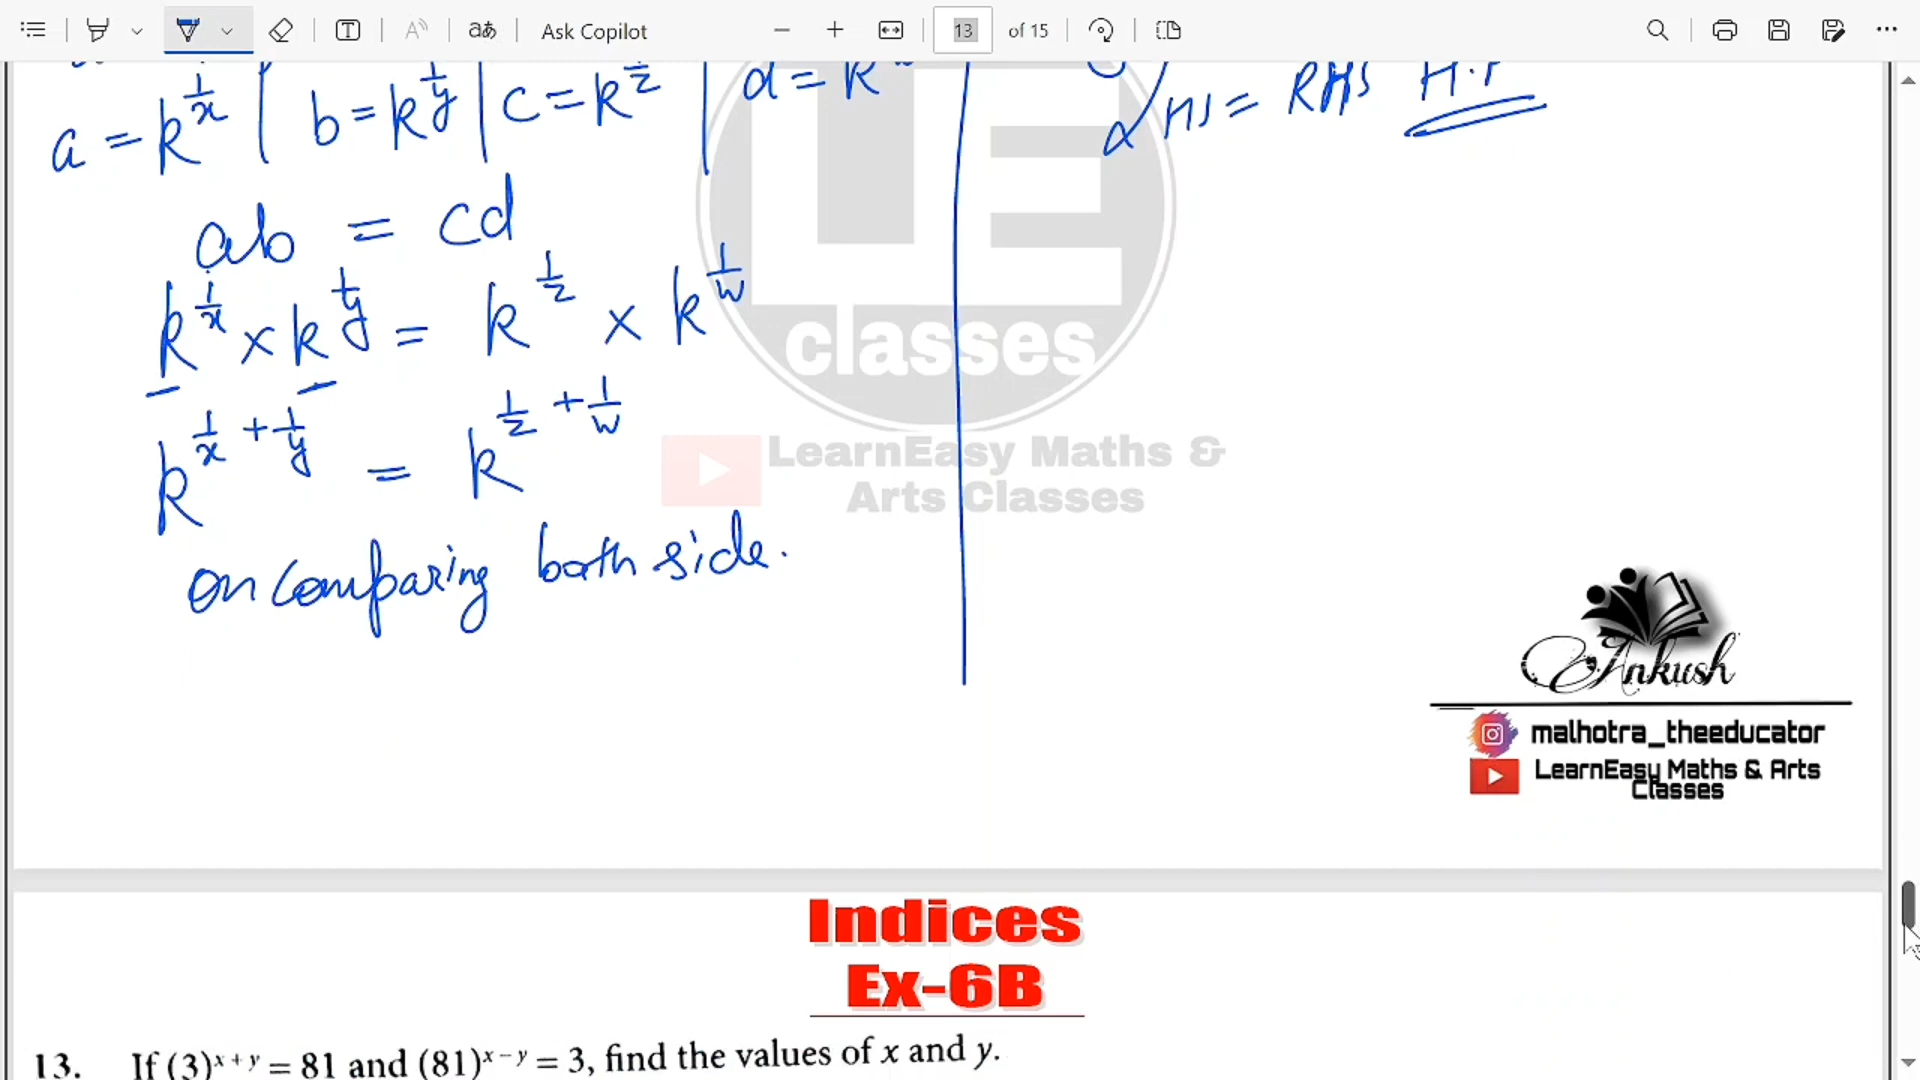 Ask Copilot
13 of 15
a = k^{1/x} | b = k^{1/y} | c = k^{1/z} | d = k
LHS = RHS H.P
ab = cd
k^{1/x} × k^{1/y} = k^{1/z} × k^{1/w}
k^{1/x + 1/y} = k^{1/z + 1/w}
on comparing both side.
LE
classes
LearnEasy Maths &
Arts Classes
Ankush
malhotra_theeducator
LearnEasy Maths & Arts
Classes
Indices
Ex-6B
13. If (3)^{x + y} = 81 and (81)^{x − y} = 3, find the values of x and y.